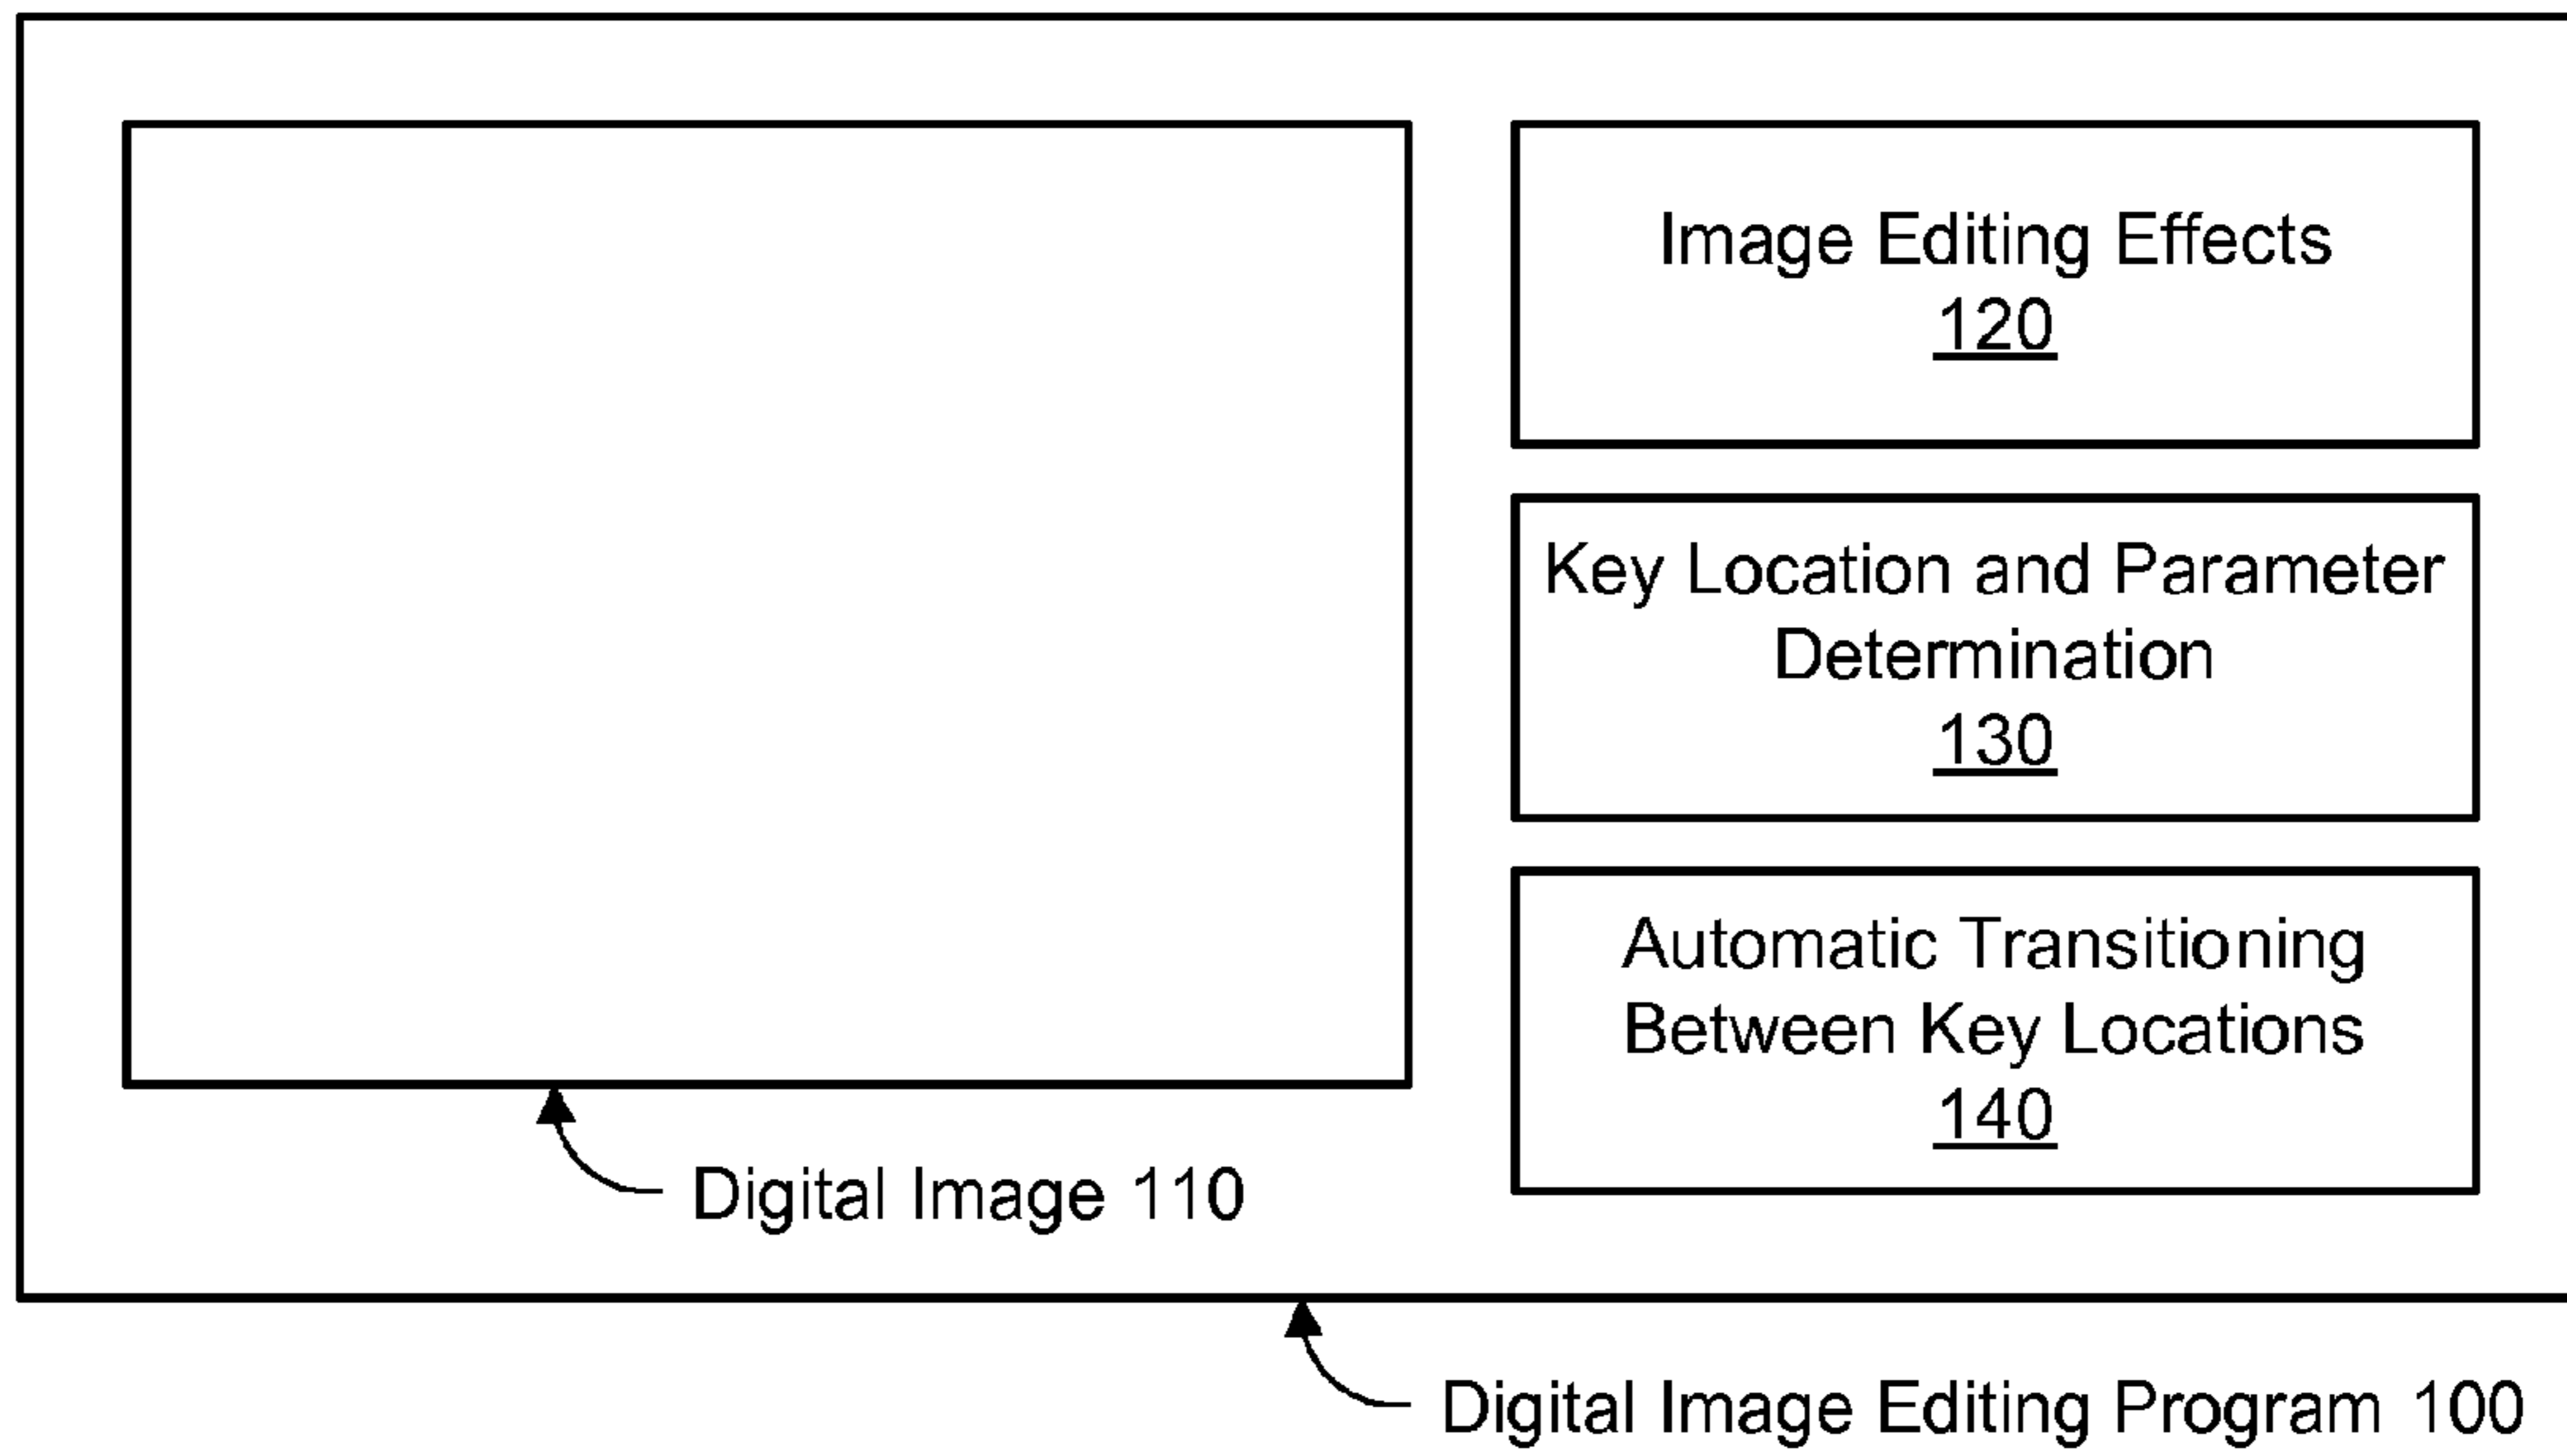 Image Editing Effects
120
Key Location and Parameter
Determination
130
Automatic Transitioning
Between Key Locations
140
Digital Image 110
Digital Image Editing Program 100